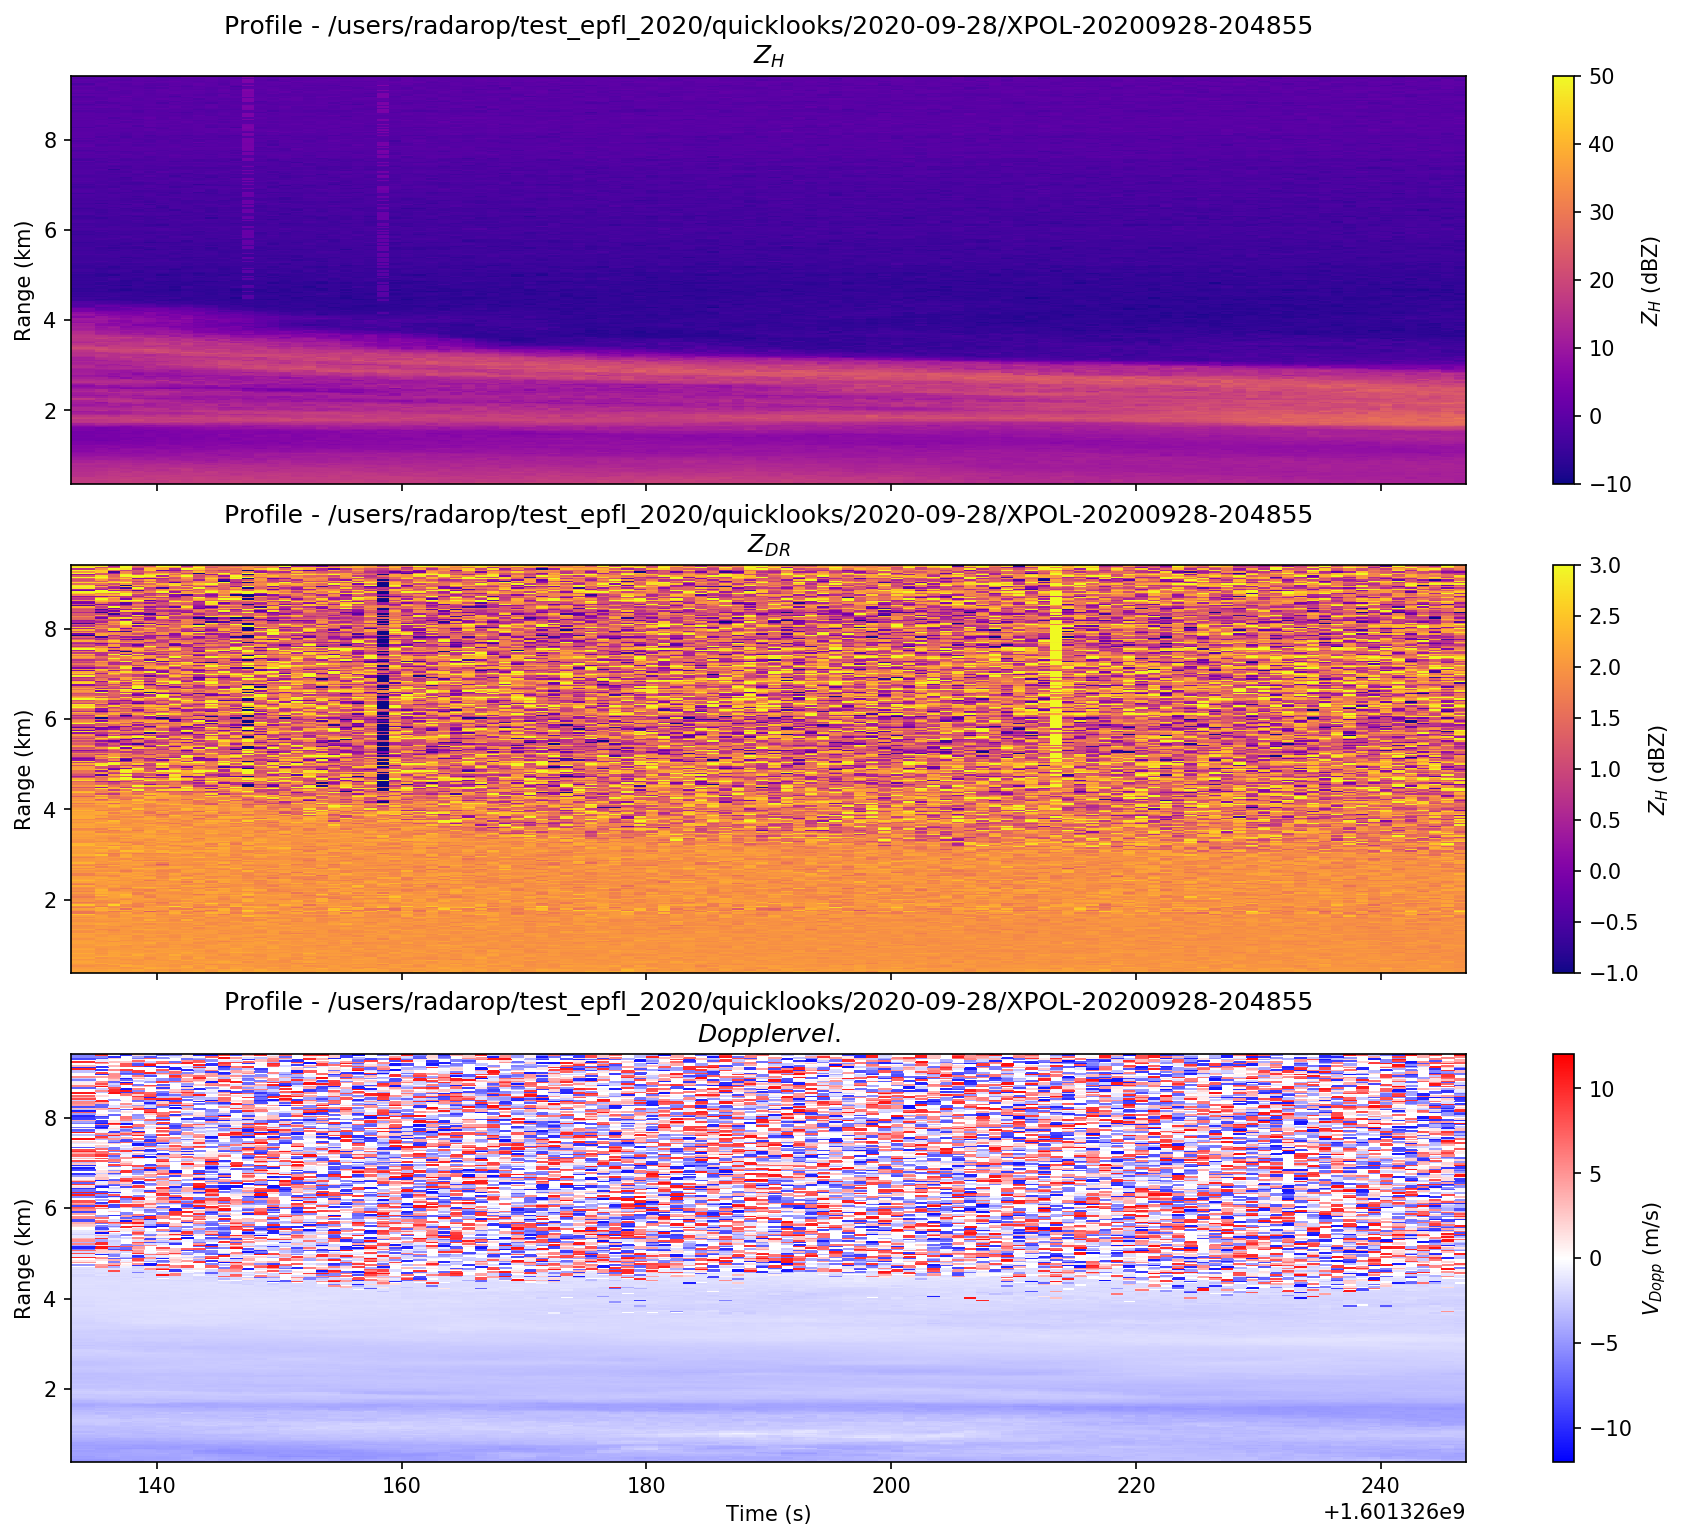 Profile - /users/radarop/test_epfl_2020/quicklooks/2020-09-28/XPOL-20200928-204855
Z_H
Range (km)
8
6
4
2
50
40
30
20
10
0
−10
Z_H (dBZ)
Profile - /users/radarop/test_epfl_2020/quicklooks/2020-09-28/XPOL-20200928-204855
Z_DR
Range (km)
8
6
4
2
3.0
2.5
2.0
1.5
1.0
0.5
0.0
−0.5
−1.0
Z_H (dBZ)
Profile - /users/radarop/test_epfl_2020/quicklooks/2020-09-28/XPOL-20200928-204855
Dopplervel.
Range (km)
8
6
4
2
10
5
0
−5
−10
V_Dopp (m/s)
140 160 180 200 220 240
Time (s)
+1.601326e9